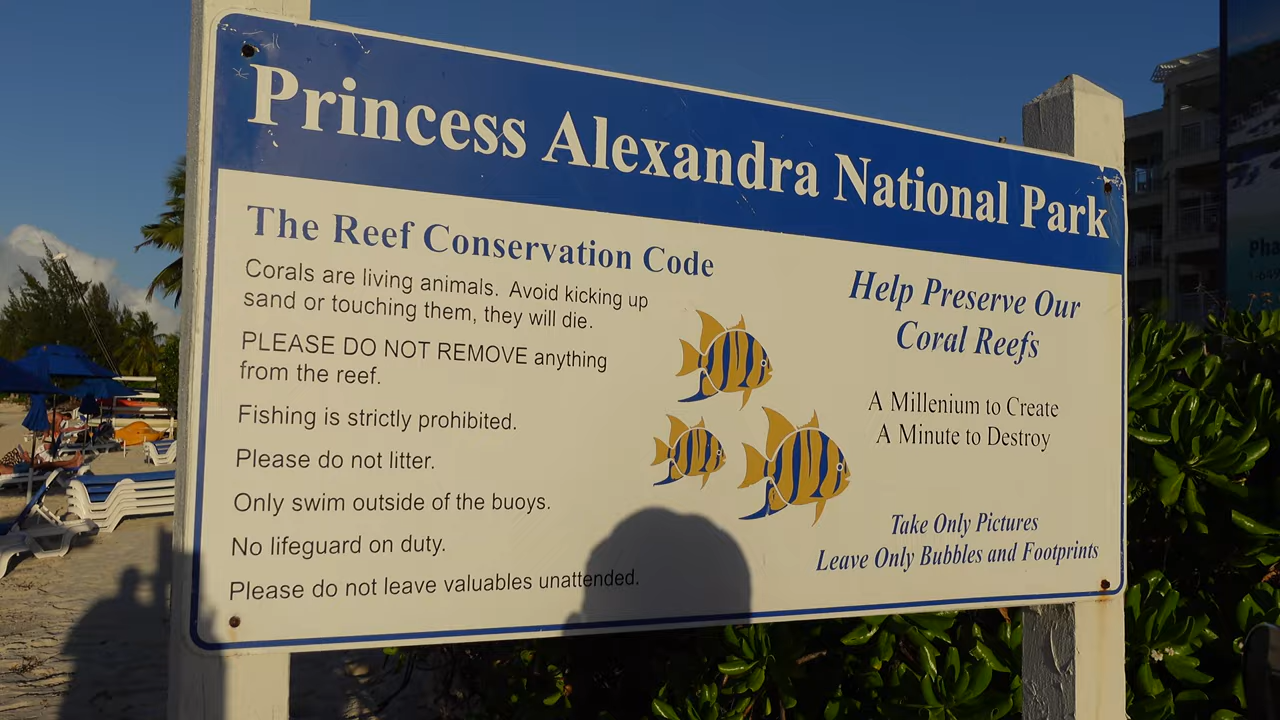 Princess Alexandra National Park
The Reef Conservation Code
Corals are living animals. Avoid kicking up
sand or touching them, they will die.
PLEASE DO NOT REMOVE anything
from the reef.
Fishing is strictly prohibited.
Please do not litter.
Only swim outside of the buoys.
No lifeguard on duty.
Please do not leave valuables unattended.
Help Preserve Our
Coral Reefs
A Millenium to Create
A Minute to Destroy
Take Only Pictures
Leave Only Bubbles and Footprints
Pha